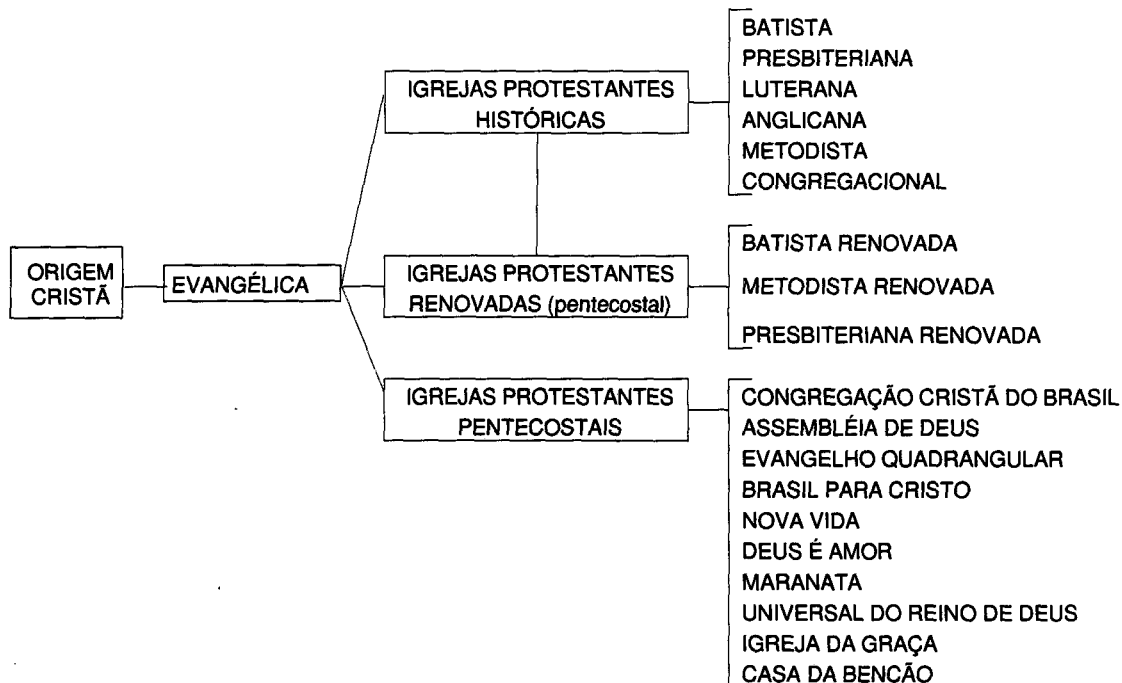 BATISTA
PRESBITERIANA
LUTERANA
ANGLICANA
METODISTA
CONGREGACIONAL
IGREJAS PROTESTANTES
HISTÓRICAS
ORIGEM
CRISTÃ
EVANGÉLICA
IGREJAS PROTESTANTES
RENOVADAS (pentecostal)
BATISTA RENOVADA
METODISTA RENOVADA
PRESBITERIANA RENOVADA
IGREJAS PROTESTANTES
PENTECOSTAIS
CONGREGAÇÃO CRISTÃ DO BRASIL
ASSEMBLÉIA DE DEUS
EVANGELHO QUADRANGULAR
BRASIL PARA CRISTO
NOVA VIDA
DEUS É AMOR
MARANATA
UNIVERSAL DO REINO DE DEUS
IGREJA DA GRAÇA
CASA DA BENCÃO